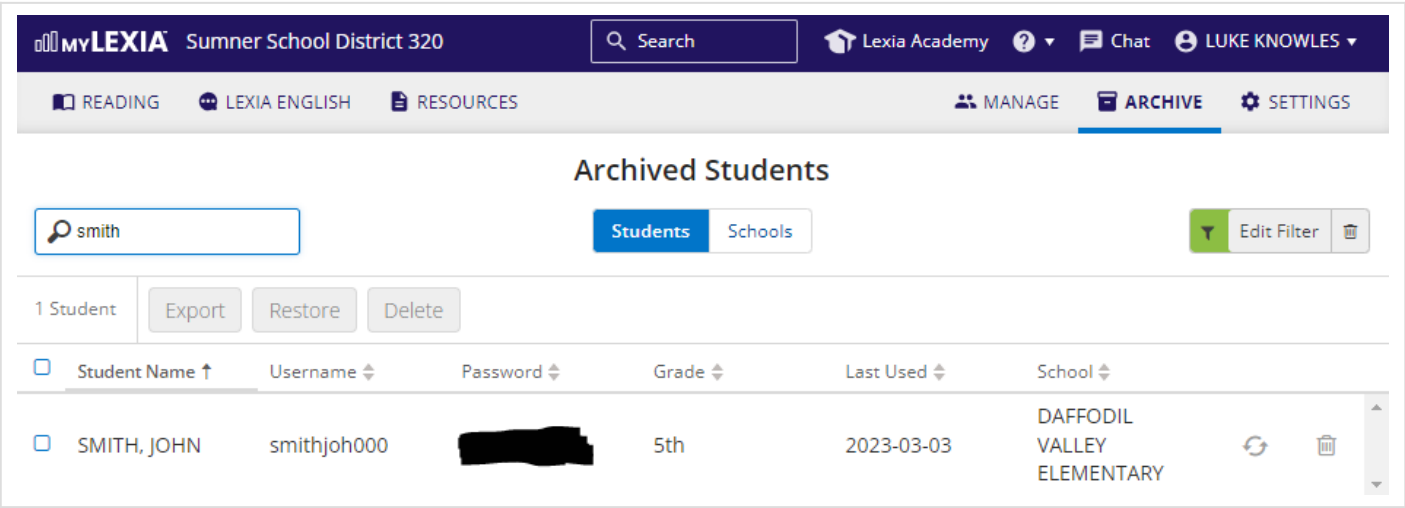 MYLEXIA Sumner School District 320 Search Lexia Academy ? Chat LUKE KNOWLES
READING LEXIA ENGLISH RESOURCES MANAGE ARCHIVE SETTINGS
Archived Students
smith Students Schools Edit Filter
1 Student Export Restore Delete
Student Name Username Password Grade Last Used School
SMITH, JOHN smithjoh000 5th 2023-03-03 DAFFODIL
VALLEY
ELEMENTARY